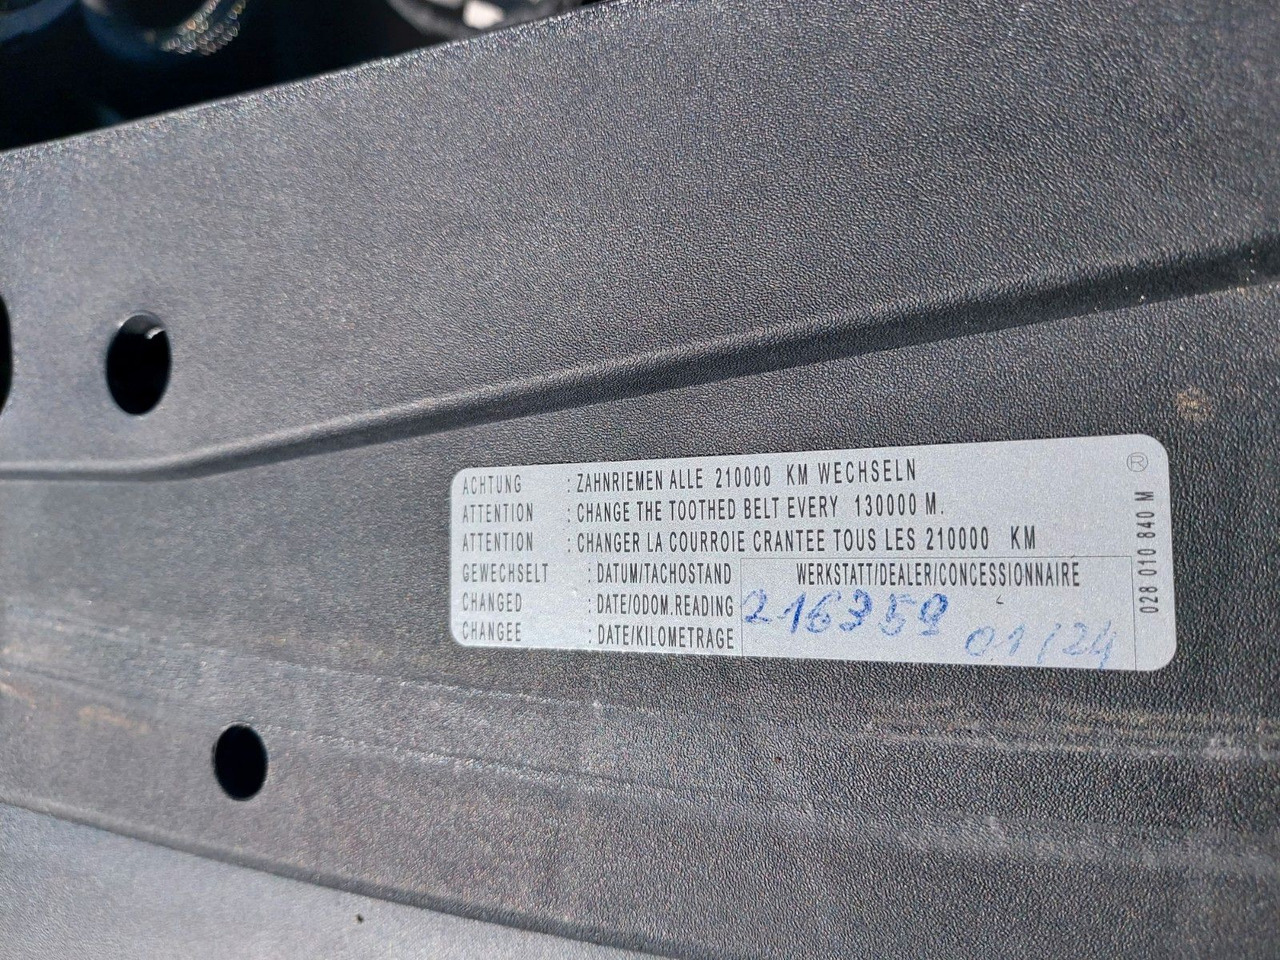 ACHTUNG : ZAHNRIEMEN ALLE 210000 KM WECHSELN ®
ATTENTION : CHANGE THE TOOTHED BELT EVERY 130000 M.
ATTENTION : CHANGER LA COURROIE CRANTEE TOUS LES 210000 KM
GEWECHSELT : DATUM/TACHOSTAND WERKSTATT/DEALER/CONCESSIONNAIRE
CHANGED : DATE/ODOM.READING 216359
CHANGEE : DATE/KILOMETRAGE 01/24
028 010 840 M